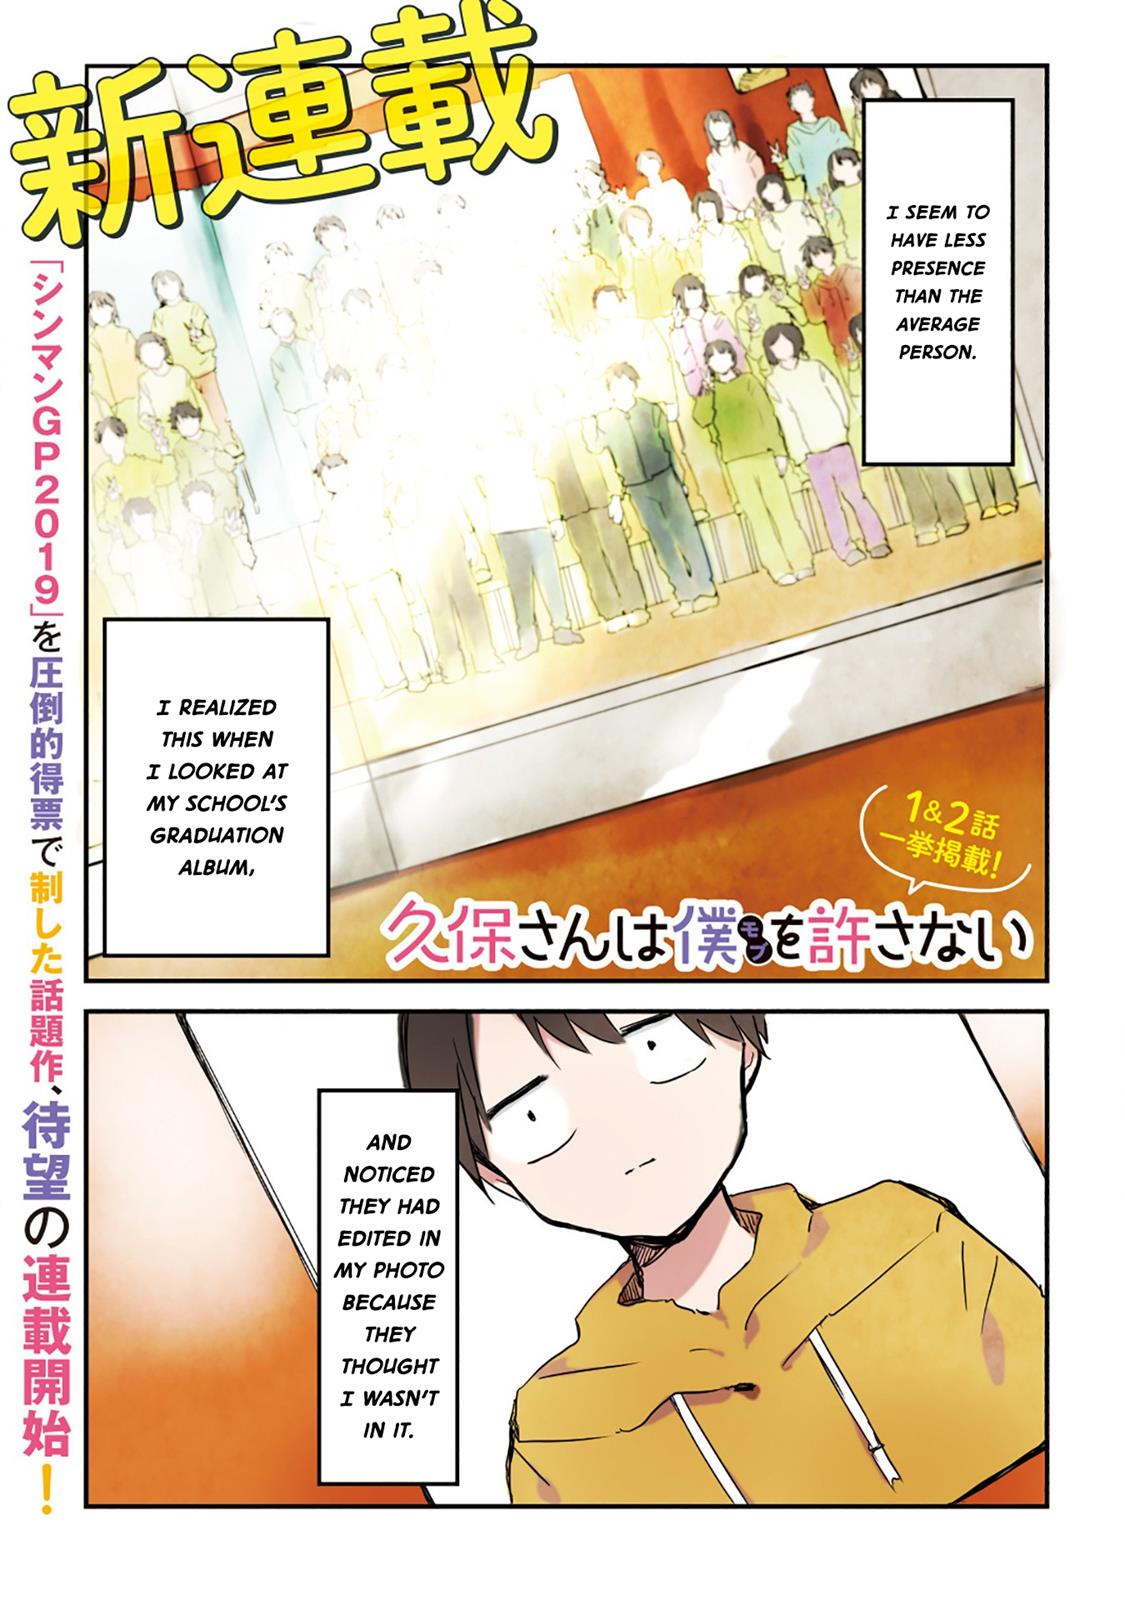 新連載
「シンマンGP2019」を圧倒的得票で制した話題作、待望の連載開始!
I SEEM TO
HAVE LESS
PRESENCE
THAN THE
AVERAGE
PERSON.
I REALIZED
THIS WHEN
I LOOKED AT
MY SCHOOL'S
GRADUATION
ALBUM,
1&2話
一挙掲載!
久保さんは僕を許さない
モブ
AND
NOTICED
THEY HAD
EDITED IN
MY PHOTO
BECAUSE
THEY
THOUGHT
I WASN'T
IN IT.